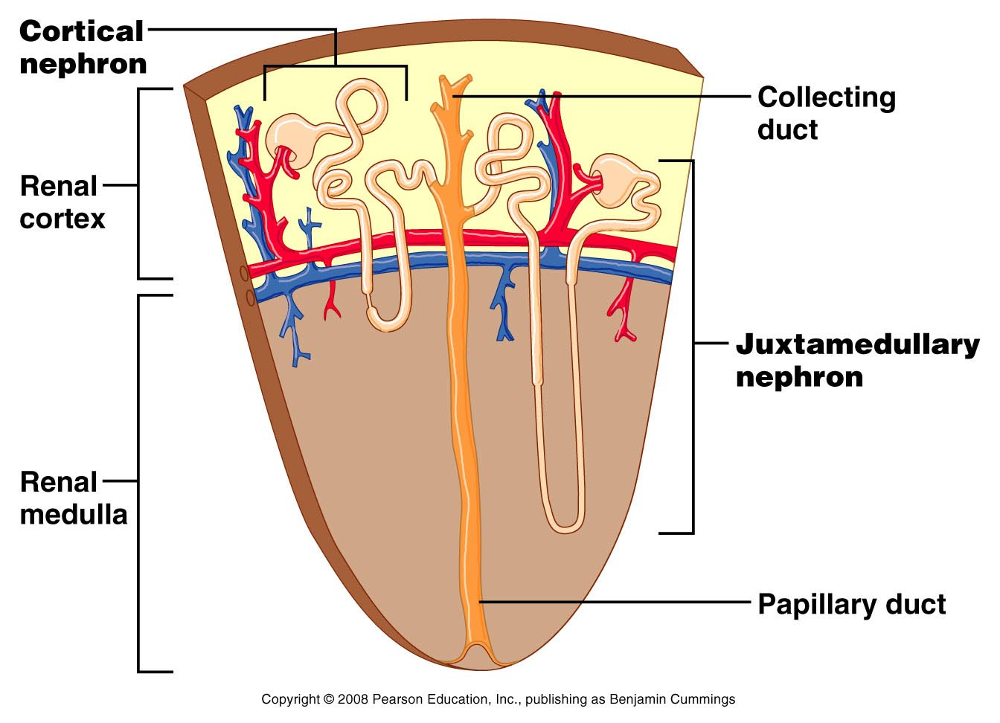 Cortical
nephron
Collecting
duct
Renal
cortex
Juxtamedullary
nephron
Renal
medulla
Papillary duct
Copyright © 2008 Pearson Education, Inc., publishing as Benjamin Cummings